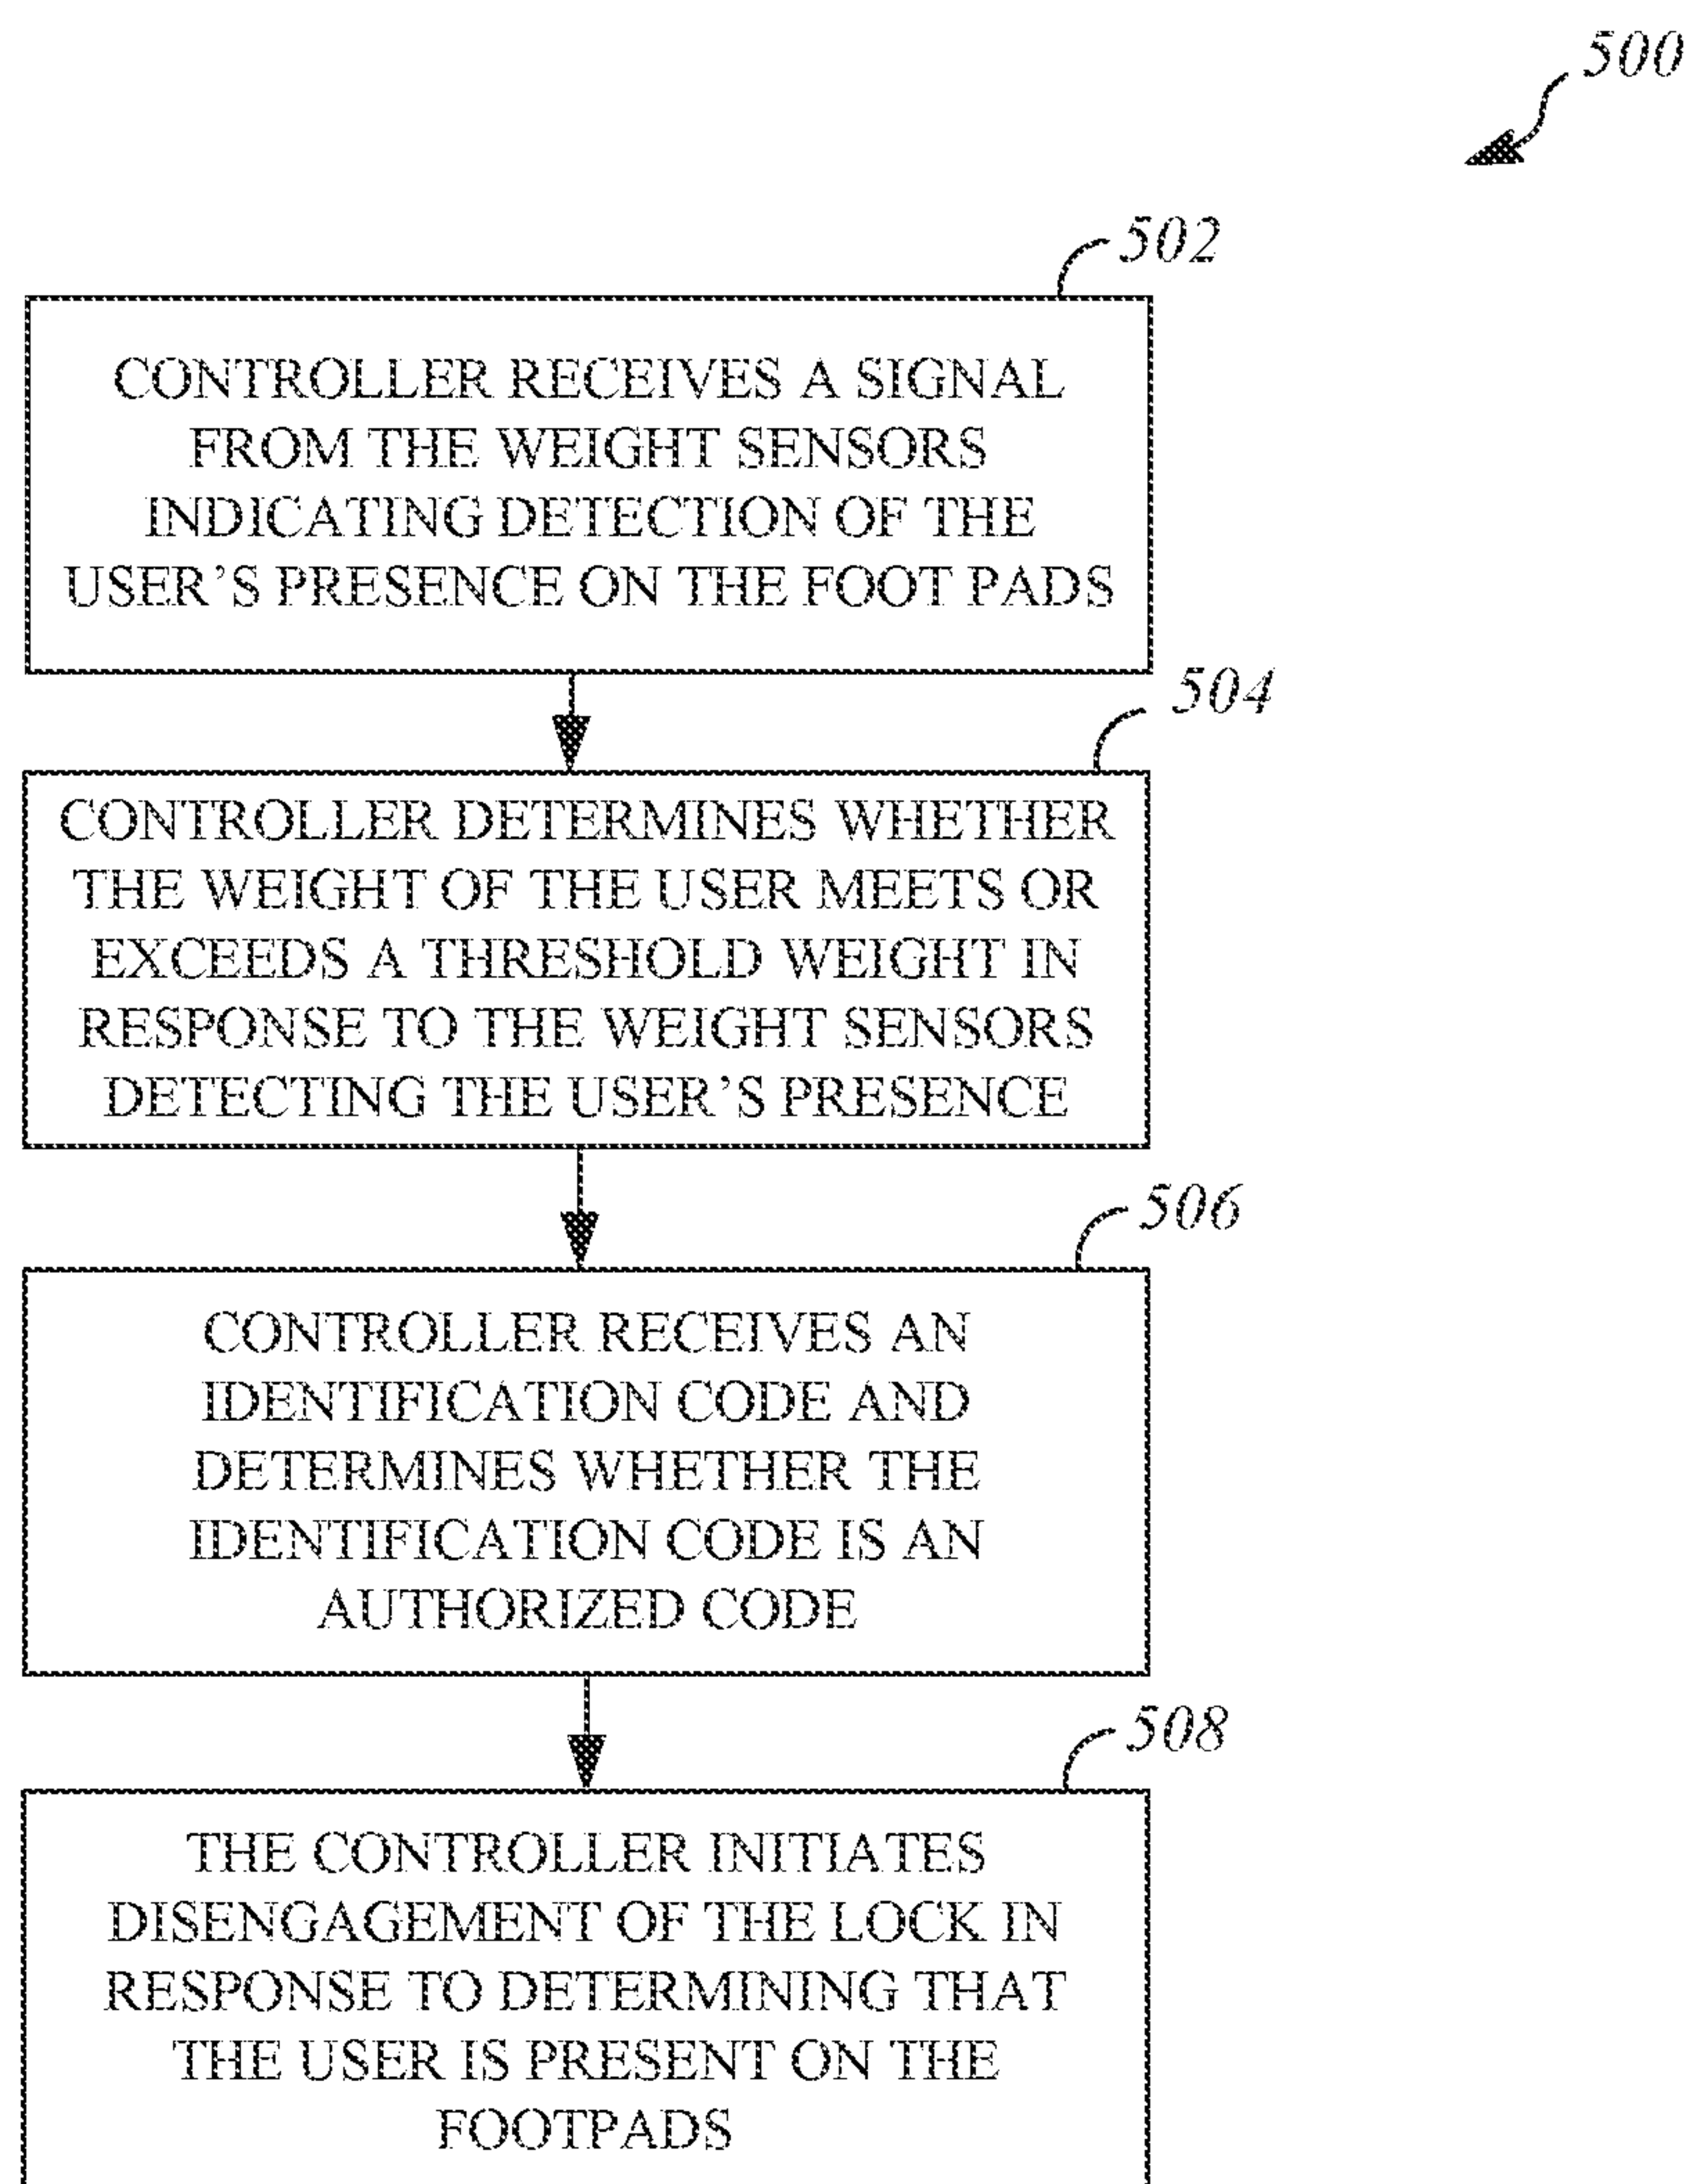 500
502
CONTROLLER RECEIVES A SIGNAL
FROM THE WEIGHT SENSORS
INDICATING DETECTION OF THE
USER'S PRESENCE ON THE FOOT PADS
504
CONTROLLER DETERMINES WHETHER
THE WEIGHT OF THE USER MEETS OR
EXCEEDS A THRESHOLD WEIGHT IN
RESPONSE TO THE WEIGHT SENSORS
DETECTING THE USER'S PRESENCE
506
CONTROLLER RECEIVES AN
IDENTIFICATION CODE AND
DETERMINES WHETHER THE
IDENTIFICATION CODE IS AN
AUTHORIZED CODE
508
THE CONTROLLER INITIATES
DISENGAGEMENT OF THE LOCK IN
RESPONSE TO DETERMINING THAT
THE USER IS PRESENT ON THE
FOOTPADS